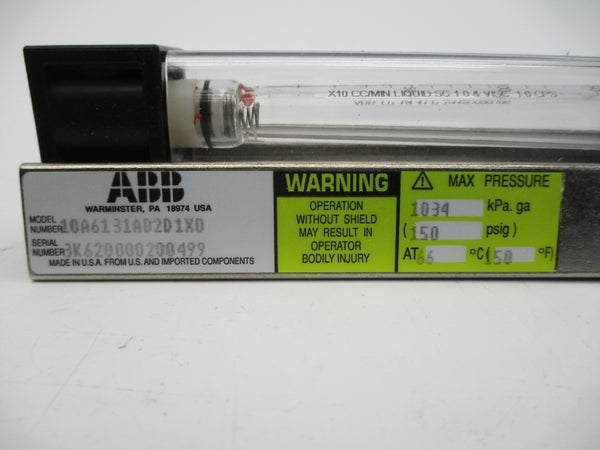 X10 CC/MIN LIQUID SG 1.0 & VISC. 1.0 CPS
ABB
WARMINSTER, PA 18974 USA
MODEL NUMBER 10A6131AB2D1X0
SERIAL NUMBER 3K620000200499
MADE IN U.S.A. FROM U.S. AND IMPORTED COMPONENTS
WARNING
OPERATION
WITHOUT SHIELD
MAY RESULT IN
OPERATOR
BODILY INJURY
MAX PRESSURE
1034 kPa. ga
(150 psig)
AT 66 °C (150 °F)